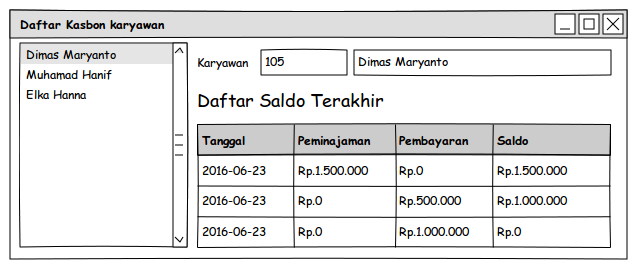 Daftar Kasbon karyawan
Dimas Maryanto
Muhamad Hanif
Elka Hanna
Karyawan 105 Dimas Maryanto
Daftar Saldo Terakhir
Tanggal Peminajaman Pembayaran Saldo
2016-06-23 Rp.1.500.000 Rp.0 Rp.1.500.000
2016-06-23 Rp.0 Rp.500.000 Rp.1.000.000
2016-06-23 Rp.0 Rp.1.000.000 Rp.0